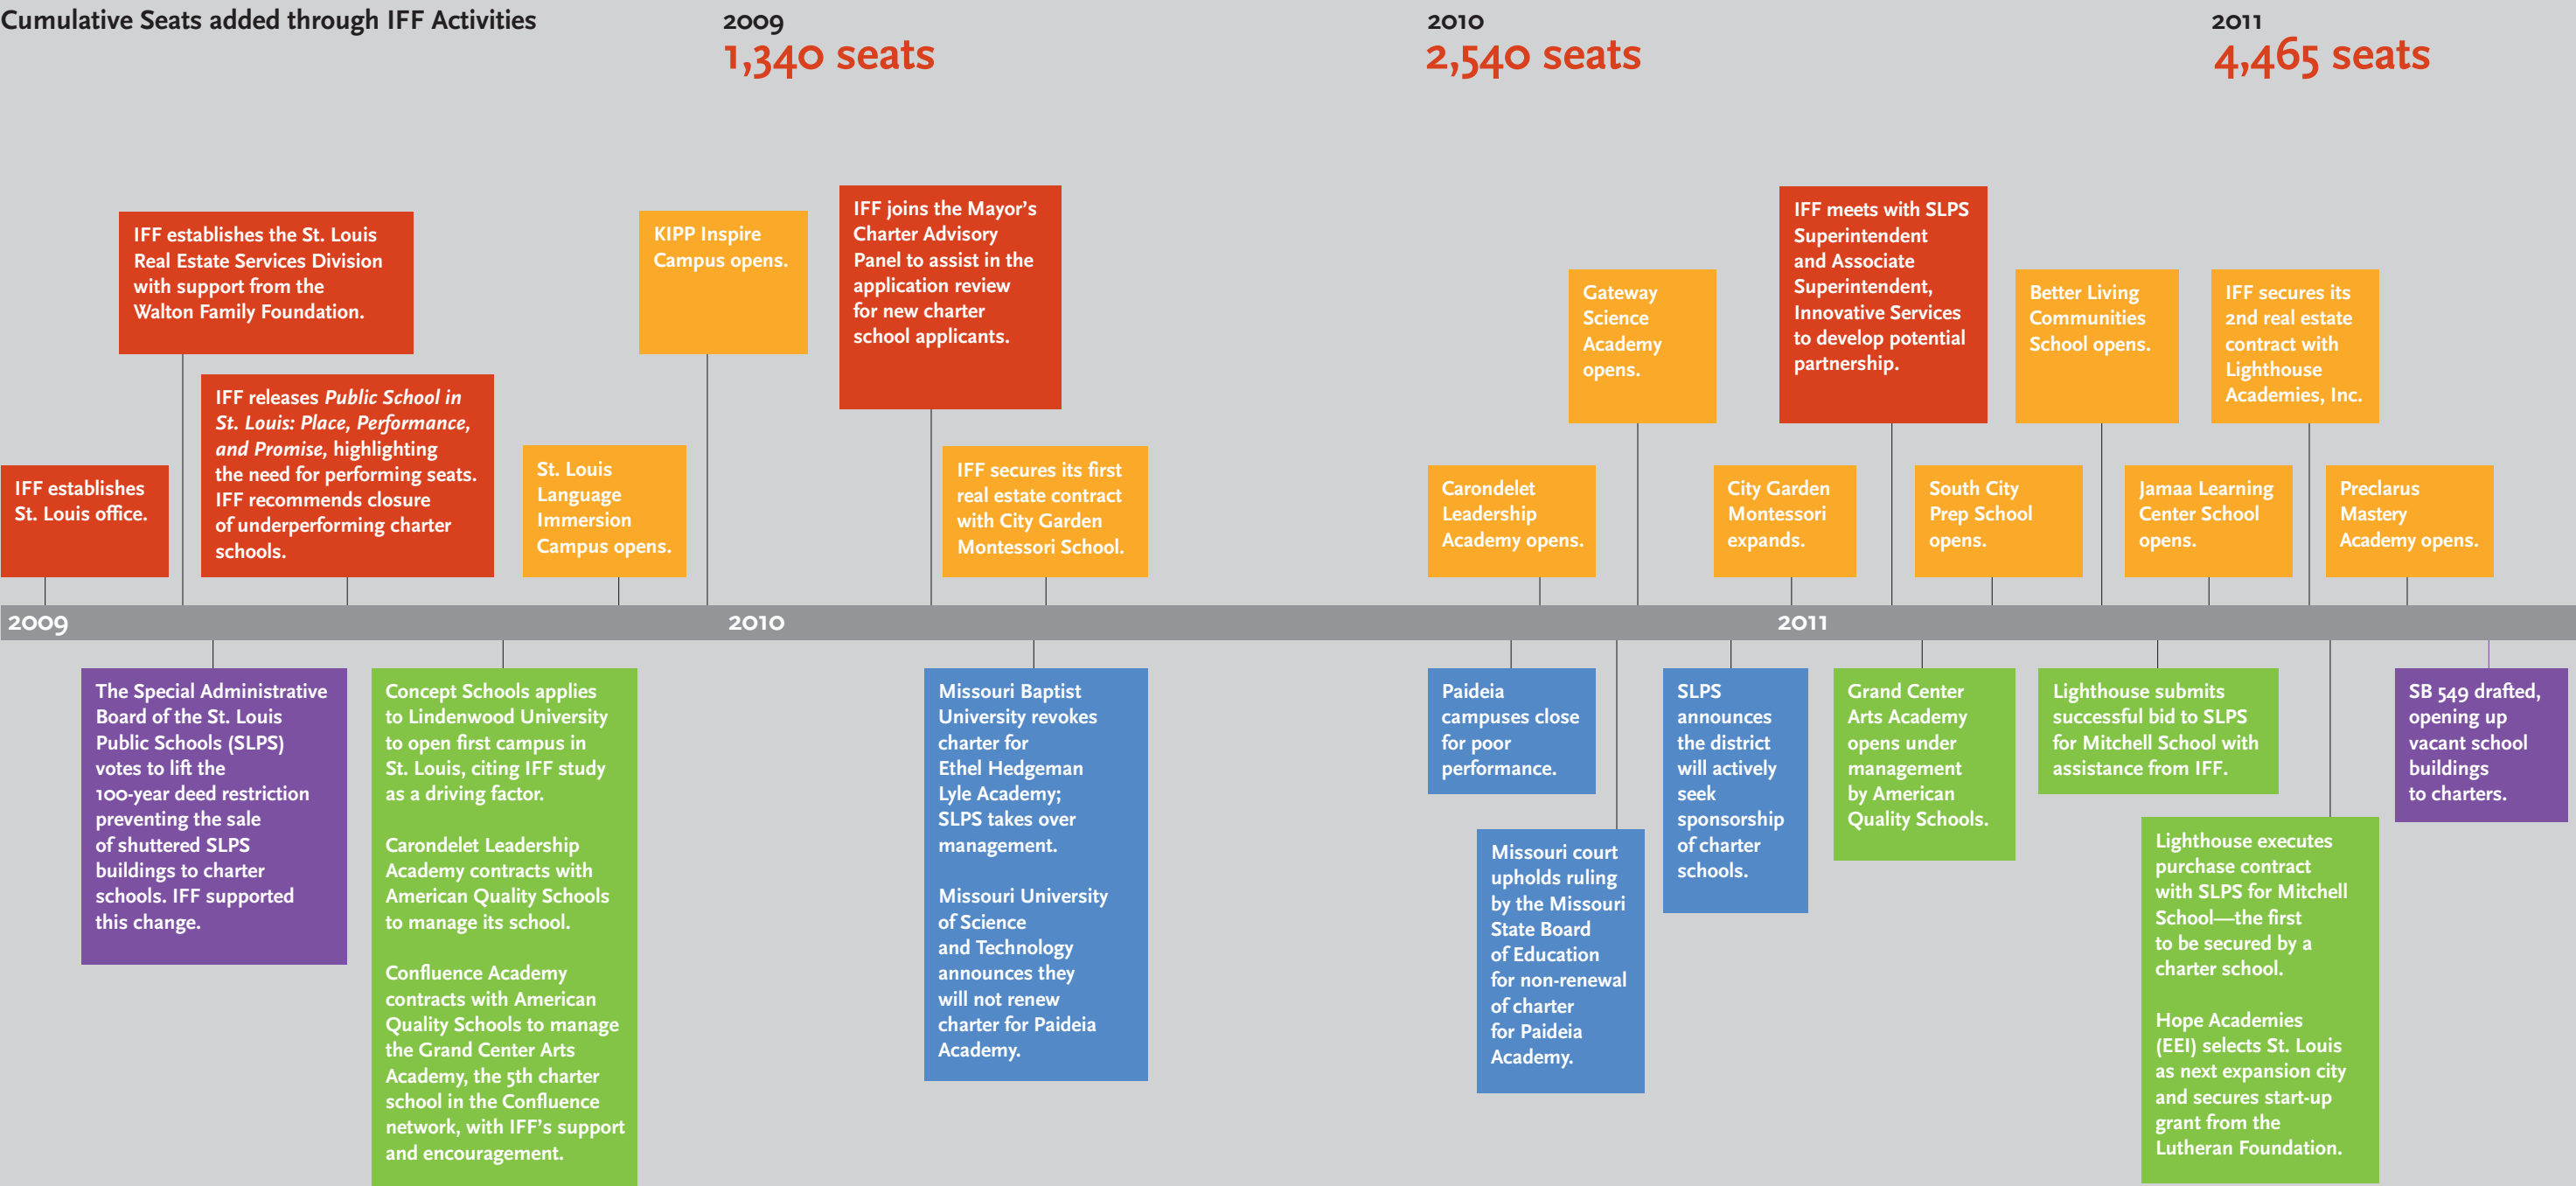 Cumulative Seats added through IFF Activities
2009
1,340 seats
2010
2,540 seats
2011
4,465 seats
IFF establishes
St. Louis office.
IFF establishes the St. Louis
Real Estate Services Division
with support from the
Walton Family Foundation.
IFF releases Public School in
St. Louis: Place, Performance,
and Promise, highlighting
the need for performing seats.
IFF recommends closure
of underperforming charter
schools.
St. Louis
Language
Immersion
Campus opens.
KIPP Inspire
Campus opens.
IFF joins the Mayor's
Charter Advisory
Panel to assist in the
application review
for new charter
school applicants.
IFF secures its first
real estate contract
with City Garden
Montessori School.
Carondelet
Leadership
Academy opens.
Gateway
Science
Academy
opens.
City Garden
Montessori
expands.
IFF meets with SLPS
Superintendent
and Associate
Superintendent,
Innovative Services
to develop potential
partnership.
South City
Prep School
opens.
Better Living
Communities
School opens.
Jamaa Learning
Center School
opens.
IFF secures its
2nd real estate
contract with
Lighthouse
Academies, Inc.
Preclarus
Mastery
Academy opens.
2009
2010
2011
The Special Administrative
Board of the St. Louis
Public Schools (SLPS)
votes to lift the
100-year deed restriction
preventing the sale
of shuttered SLPS
buildings to charter
schools. IFF supported
this change.
Concept Schools applies
to Lindenwood University
to open first campus in
St. Louis, citing IFF study
as a driving factor.
Carondelet Leadership
Academy contracts with
American Quality Schools
to manage its school.
Confluence Academy
contracts with American
Quality Schools to manage
the Grand Center Arts
Academy, the 5th charter
school in the Confluence
network, with IFF's support
and encouragement.
Missouri Baptist
University revokes
charter for
Ethel Hedgeman
Lyle Academy;
SLPS takes over
management.
Missouri University
of Science
and Technology
announces they
will not renew
charter for Paideia
Academy.
Paideia
campuses close
for poor
performance.
Missouri court
upholds ruling
by the Missouri
State Board
of Education
for non-renewal
of charter
for Paideia
Academy.
SLPS
announces
the district
will actively
seek
sponsorship
of charter
schools.
Grand Center
Arts Academy
opens under
management
by American
Quality Schools.
Lighthouse submits
successful bid to SLPS
for Mitchell School with
assistance from IFF.
Lighthouse executes
purchase contract
with SLPS for Mitchell
School—the first
to be secured by a
charter school.
Hope Academies
(EEI) selects St. Louis
as next expansion city
and secures start-up
grant from the
Lutheran Foundation.
SB 549 drafted,
opening up
vacant school
buildings
to charters.